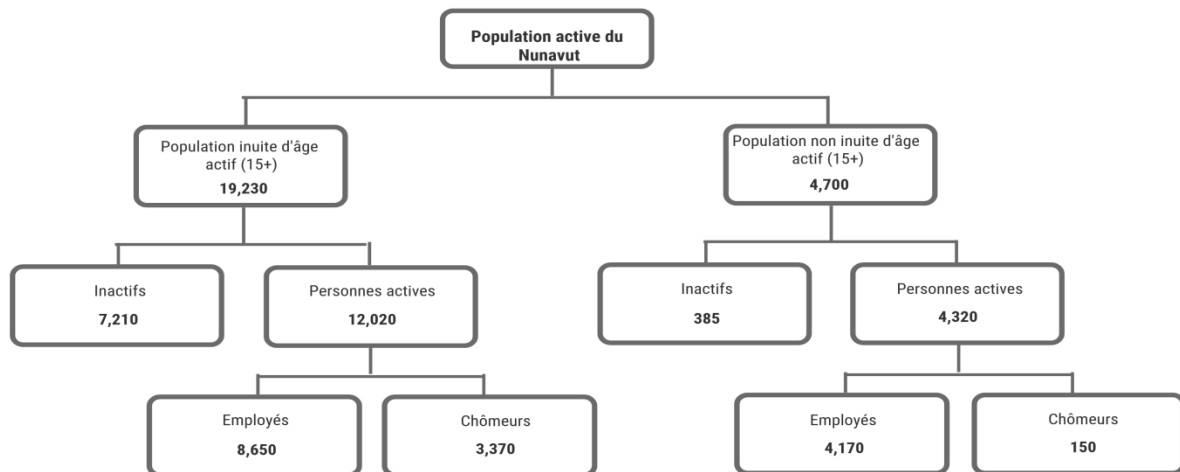 Population active du
Nunavut
Population inuite d'âge
actif (15+)
19,230
Population non inuite d'âge
actif (15+)
4,700
Inactifs
7,210
Personnes actives
12,020
Inactifs
385
Personnes actives
4,320
Employés
8,650
Chômeurs
3,370
Employés
4,170
Chômeurs
150